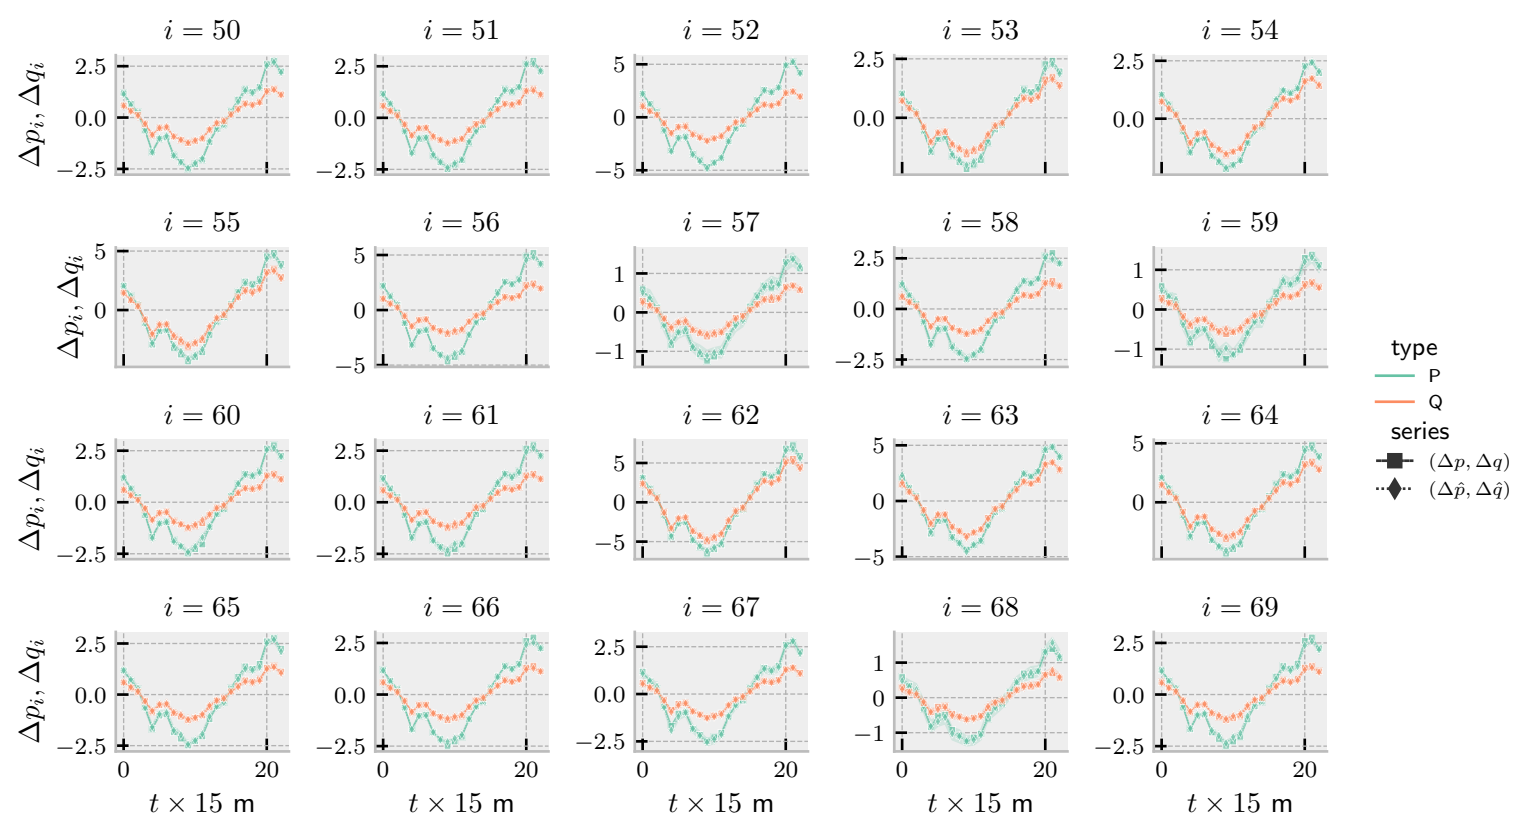 i = 50 i = 51 i = 52 i = 53 i = 54
Δp_i, Δq_i 2.5 0.0 −2.5 2.5 0.0 −2.5 5 0 −5 2.5 0.0 2.5 0.0
i = 55 i = 56 i = 57 i = 58 i = 59
Δp_i, Δq_i 5 0 5 0 −5 1 0 −1 2.5 0.0 −2.5 1 0 −1
type
P
Q
series
(Δp, Δq)
(Δp̂, Δq̂)
i = 60 i = 61 i = 62 i = 63 i = 64
Δp_i, Δq_i 2.5 0.0 −2.5 2.5 0.0 −2.5 5 0 −5 5 0 −5 5 0
i = 65 i = 66 i = 67 i = 68 i = 69
Δp_i, Δq_i 2.5 0.0 −2.5 2.5 0.0 −2.5 2.5 0.0 −2.5 1 0 −1 2.5 0.0 −2.5
0 20 0 20 0 20 0 20 0 20
t × 15 m t × 15 m t × 15 m t × 15 m t × 15 m